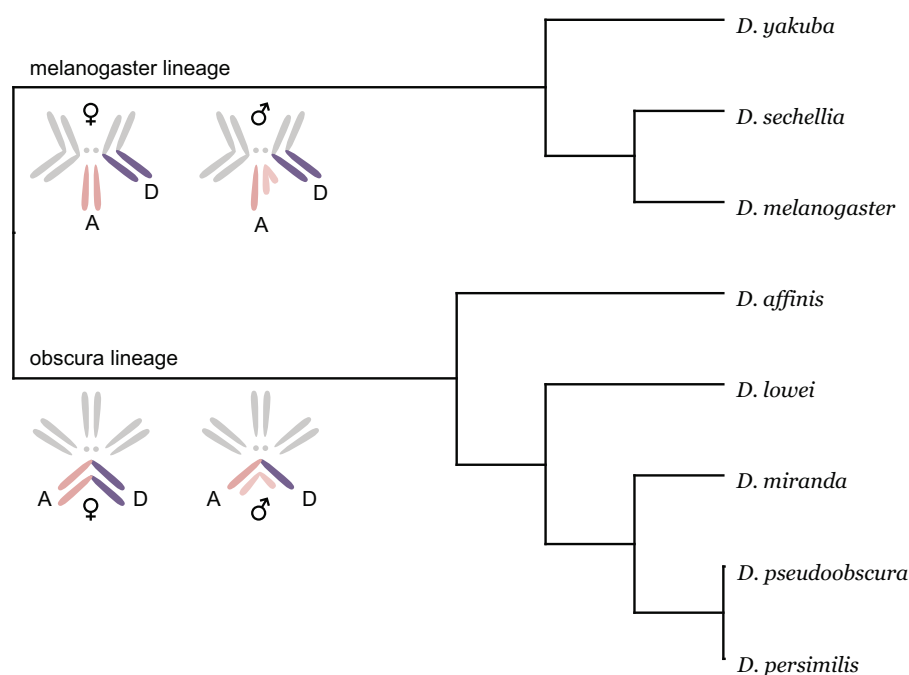 D. yakuba
melanogaster lineage
♀ ♂
D. sechellia
D D
A A
D. melanogaster
D. affinis
obscura lineage
D. lowei
A D A D
♀ ♂
D. miranda
D. pseudoobscura
D. persimilis